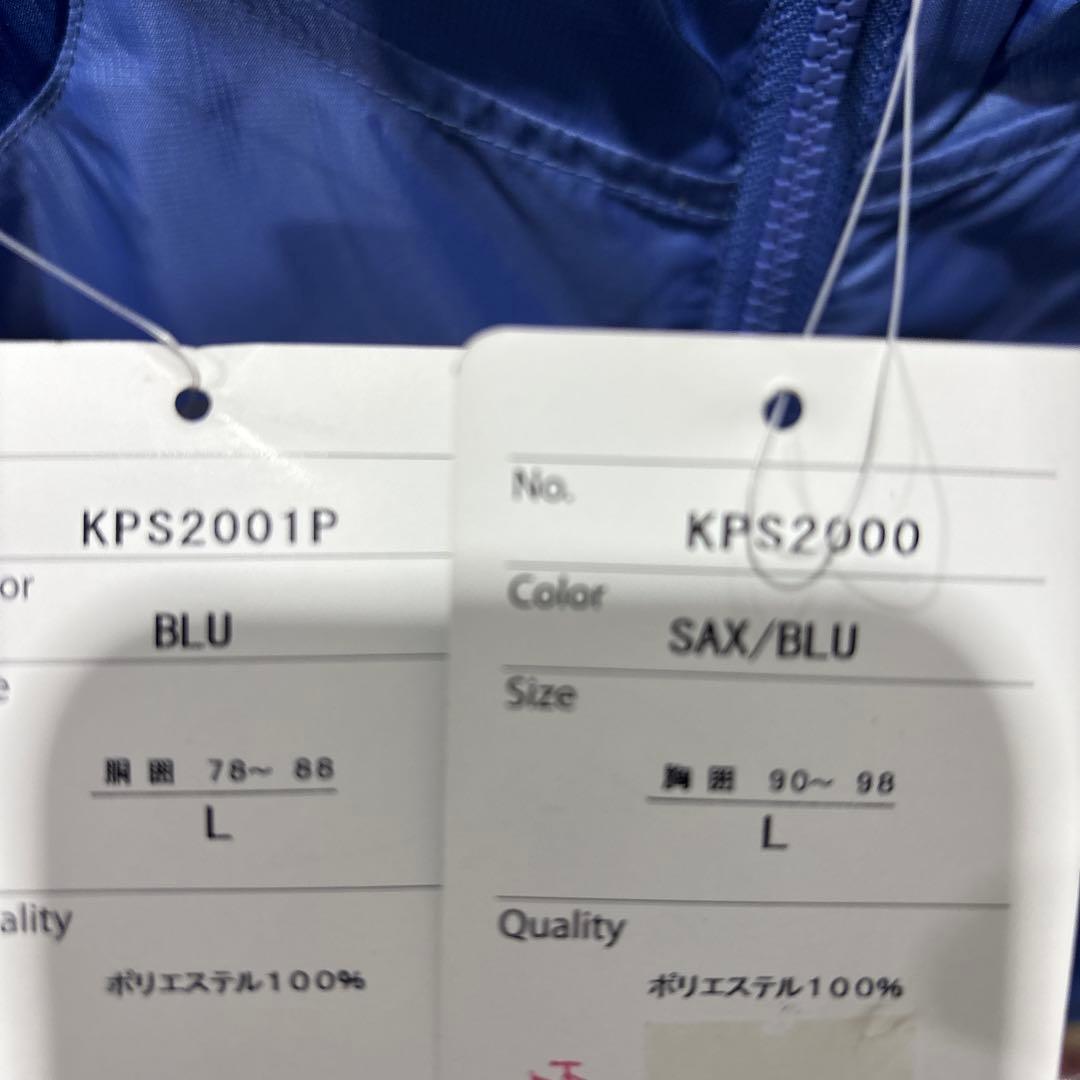 KPS2001P
or
BLU
e
胴囲 78～ 88
L
ality
ポリエステル100%
No.
KPS2000
Color
SAX/BLU
Size
胸囲 90～ 98
L
Quality
ポリエステル100%